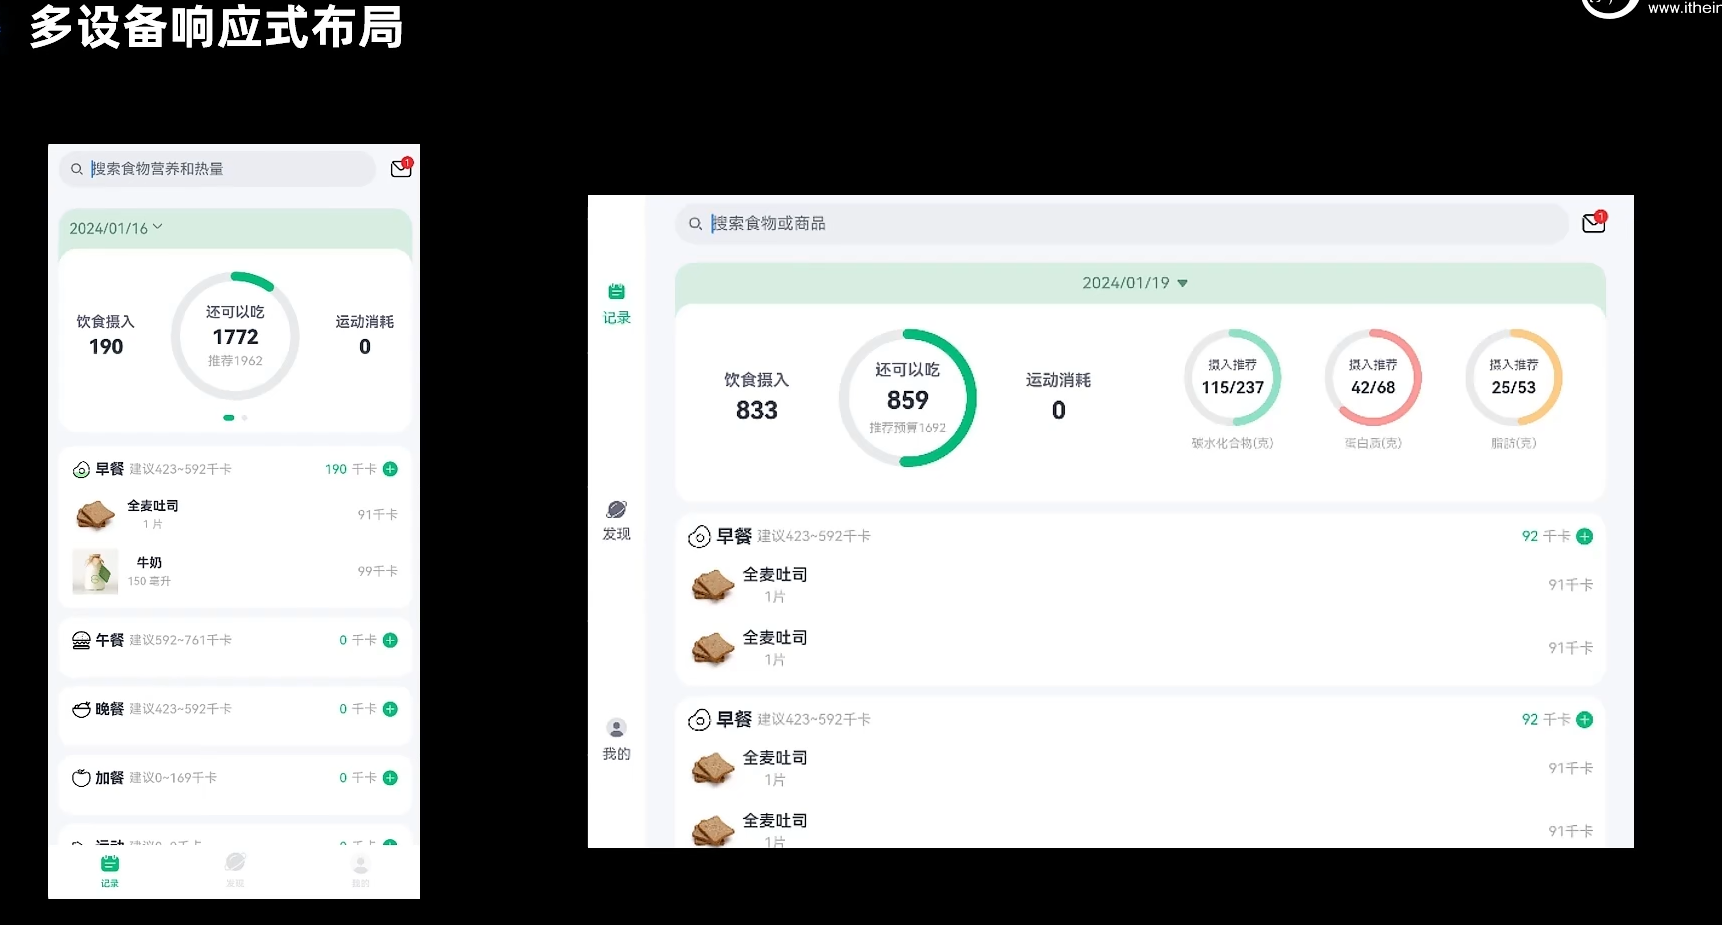 多设备响应式布局
搜索食物营养和热量
1
2024/01/16
饮食摄入
190
还可以吃
1772
推荐1962
运动消耗
0
早餐 建议423~592千卡 190 千卡
全麦吐司
1 片
91千卡
牛奶
150 毫升
99千卡
午餐 建议592~761千卡 0 千卡
晚餐 建议423~592千卡 0 千卡
加餐 建议0~169千卡 0 千卡
记录 发现 我的
搜索食物或商品
1
记录
发现
我的
2024/01/19
饮食摄入
833
还可以吃
859
推荐预算1692
运动消耗
0
摄入推荐
115/237
碳水化合物(克)
摄入推荐
42/68
蛋白质(克)
摄入推荐
25/53
脂肪(克)
早餐 建议423~592千卡 92 千卡
全麦吐司
1片
91千卡
全麦吐司
1片
91千卡
早餐 建议423~592千卡 92 千卡
全麦吐司
1片
91千卡
全麦吐司
1片
91千卡